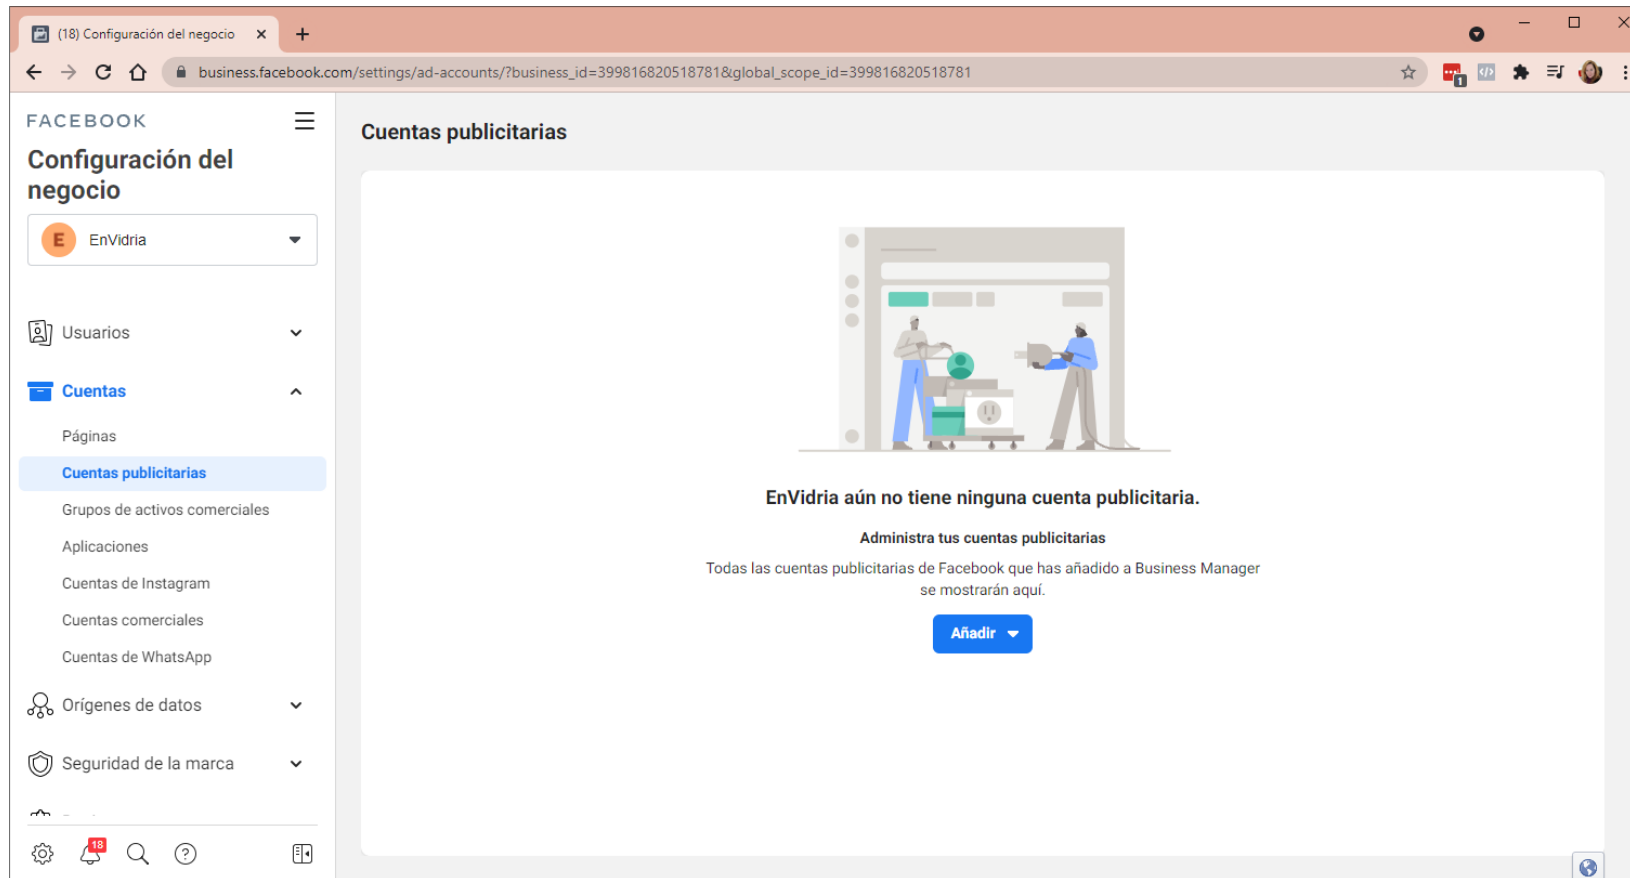 (18) Configuración del negocio
business.facebook.com/settings/ad-accounts/?business_id=399816820518781&global_scope_id=399816820518781
1
FACEBOOK
Configuración del
negocio
E EnVidria
Usuarios
Cuentas
Páginas
Cuentas publicitarias
Grupos de activos comerciales
Aplicaciones
Cuentas de Instagram
Cuentas comerciales
Cuentas de WhatsApp
Orígenes de datos
Seguridad de la marca
18
Cuentas publicitarias
EnVidria aún no tiene ninguna cuenta publicitaria.
Administra tus cuentas publicitarias
Todas las cuentas publicitarias de Facebook que has añadido a Business Manager
se mostrarán aquí.
Añadir